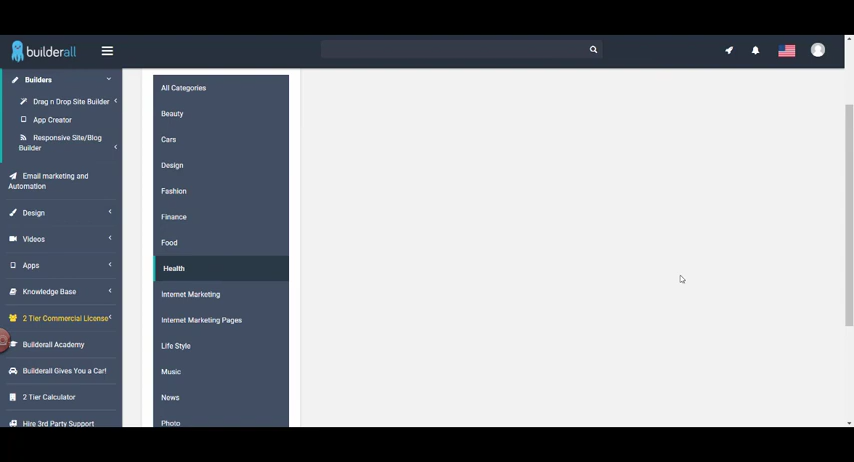 builderall
Builders
Drag n Drop Site Builder
App Creator
Responsive Site/Blog
Builder
Email marketing and
Automation
Design
Videos
Apps
Knowledge Base
2 Tier Commercial License
Builderall Academy
Builderall Gives You a Car!
2 Tier Calculator
Hire 3rd Party Support
All Categories
Beauty
Cars
Design
Fashion
Finance
Food
Health
Internet Marketing
Internet Marketing Pages
Life Style
Music
News
Photo